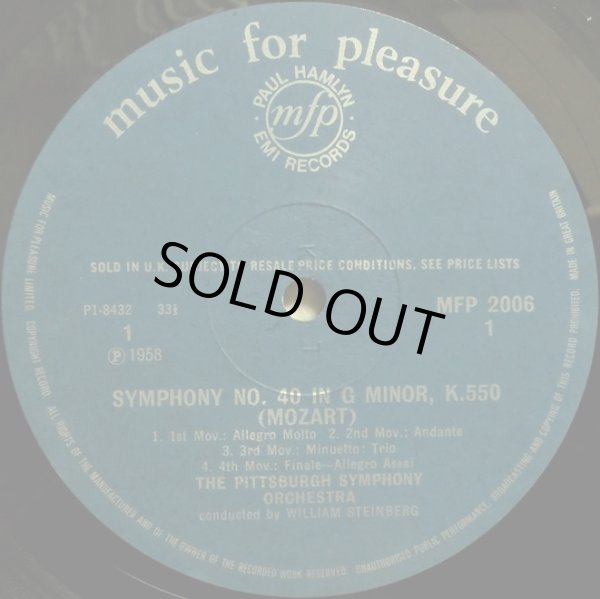 music for pleasure
PAUL HAMLYN
mfp
EMI RECORDS
SOLD IN U.K. SUBJECT TO RESALE PRICE CONDITIONS, SEE PRICE LISTS
SOLD OUT
P1-8432 33⅓
MFP 2006
1
1
Ⓟ 1958
SYMPHONY NO. 40 IN G MINOR, K.550
(MOZART)
1. 1st Mov.: Allegro Molto 2. 2nd Mov.: Andante
3. 3rd Mov.: Minuetto: Trio
4. 4th Mov.: Finale—Allegro Assai
THE PITTSBURGH SYMPHONY
ORCHESTRA
conducted by WILLIAM STEINBERG
MUSIC FOR PLEASURE LIMITED. COPYRIGHT RECORD. ALL RIGHTS OF THE MANUFACTURER AND OF THE OWNER OF THE RECORDED WORK RESERVED. UNAUTHORISED PUBLIC PERFORMANCE, BROADCASTING AND COPYING OF THIS RECORD PROHIBITED. MADE IN GREAT BRITAIN